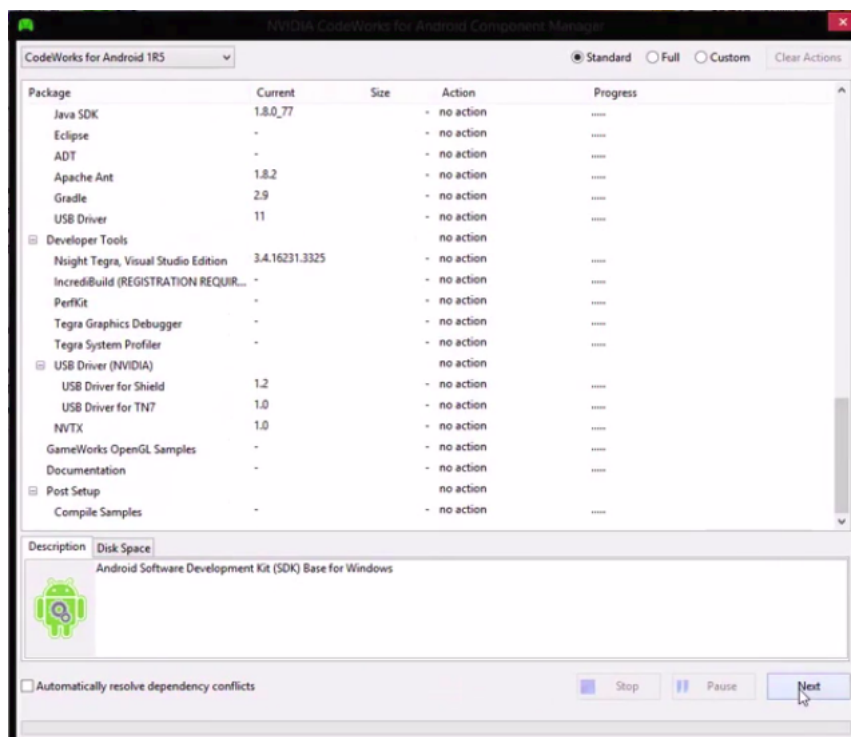 NVIDIA CodeWorks for Android Component Manager
CodeWorks for Android 1R5 Standard Full Custom Clear Actions
Package Current Size Action Progress
Java SDK 1.8.0_77 - no action .....
Eclipse - - no action .....
ADT - - no action .....
Apache Ant 1.8.2 - no action .....
Gradle 2.9 - no action .....
USB Driver 11 - no action .....
Developer Tools no action
Nsight Tegra, Visual Studio Edition 3.4.16231.3325 - no action .....
IncrediBuild (REGISTRATION REQUIR... - - no action .....
PerfKit - - no action .....
Tegra Graphics Debugger - - no action .....
Tegra System Profiler - - no action .....
USB Driver (NVIDIA) no action
USB Driver for Shield 1.2 - no action .....
USB Driver for TN7 1.0 - no action .....
NVTX 1.0 - no action .....
GameWorks OpenGL Samples - - no action .....
Documentation - - no action .....
Post Setup no action
Compile Samples - - no action .....
Description Disk Space
Android Software Development Kit (SDK) Base for Windows
Automatically resolve dependency conflicts Stop Pause Next